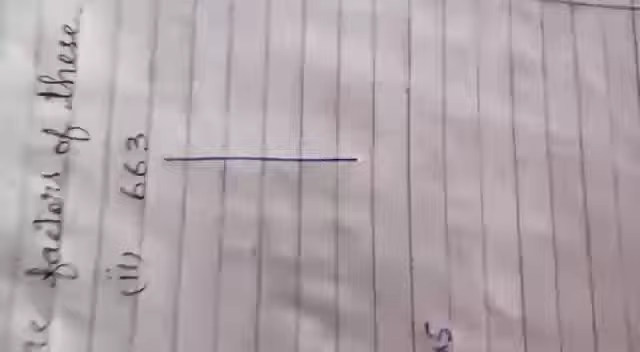 factors of these.
(ii) 663